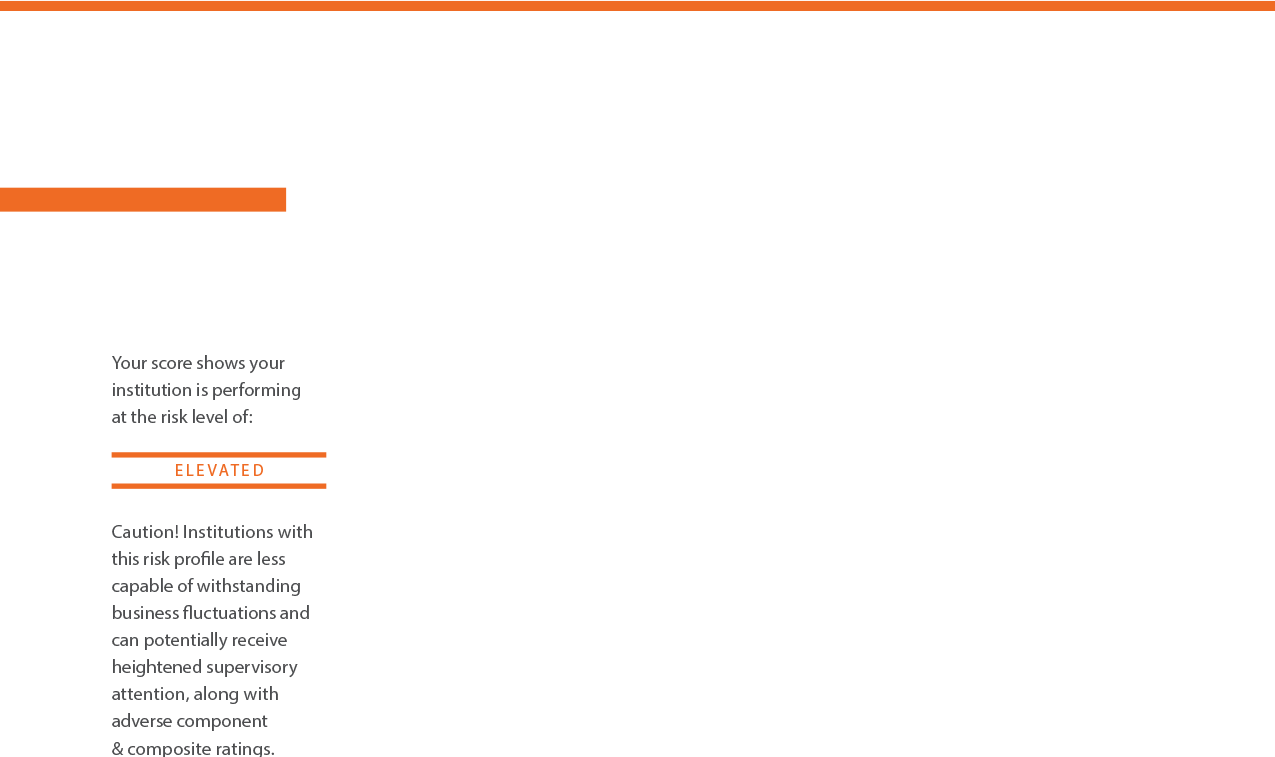 Your score shows your
institution is performing
at the risk level of:
ELEVATED
Caution! Institutions with
this risk profile are less
capable of withstanding
business fluctuations and
can potentially receive
heightened supervisory
attention, along with
adverse component
& composite ratings.